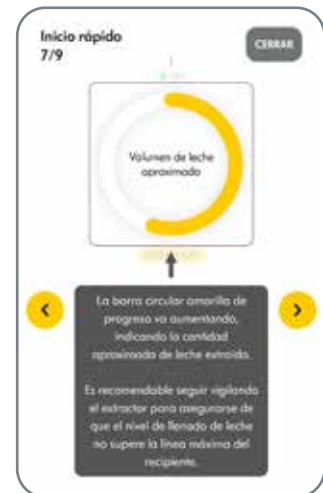 Inicio rápido
7/9
CERRAR
Volumen de leche
aproximado
La barra circular amarilla de
progreso va aumentando,
indicando la cantidad
aproximada de leche extraída.
Es recomendable seguir vigilando
el extractor para asegurarse de
que el nivel de llenado de leche
no supere la línea máxima del
recipiente.